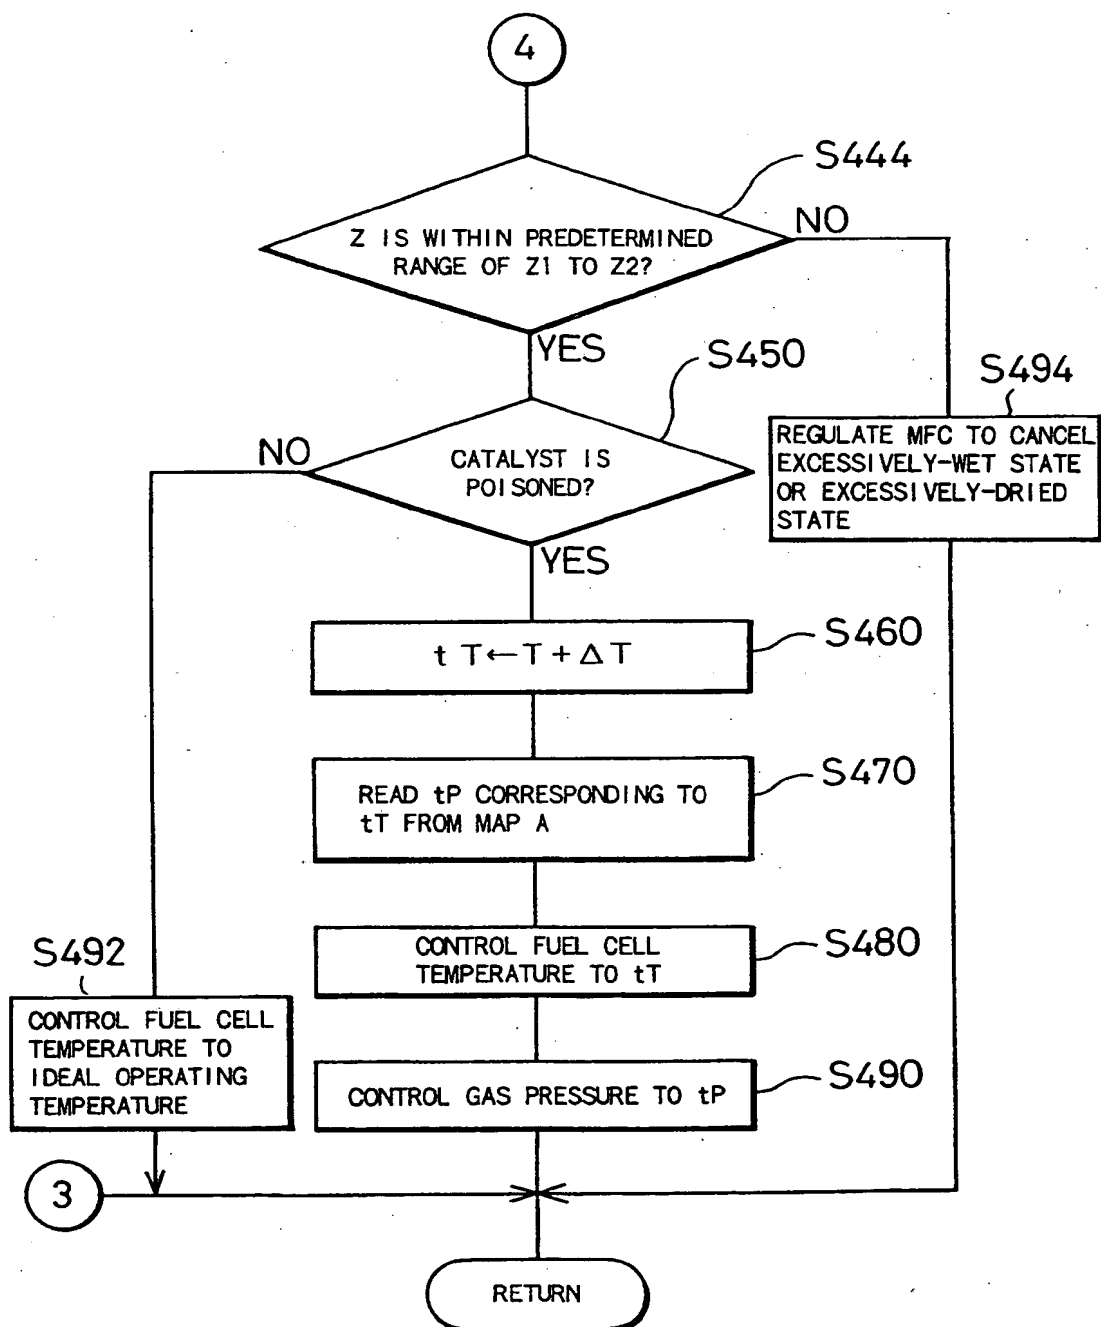 4
S444
Z IS WITHIN PREDETERMINED
RANGE OF Z1 TO Z2?
NO
YES
S450
CATALYST IS
POISONED?
NO
YES
S494
REGULATE MFC TO CANCEL
EXCESSIVELY-WET STATE
OR EXCESSIVELY-DRIED
STATE
S460
t T←T+ΔT
S470
READ tP CORRESPONDING TO
tT FROM MAP A
S480
CONTROL FUEL CELL
TEMPERATURE TO tT
S492
CONTROL FUEL CELL
TEMPERATURE TO
IDEAL OPERATING
TEMPERATURE
S490
CONTROL GAS PRESSURE TO tP
3
RETURN